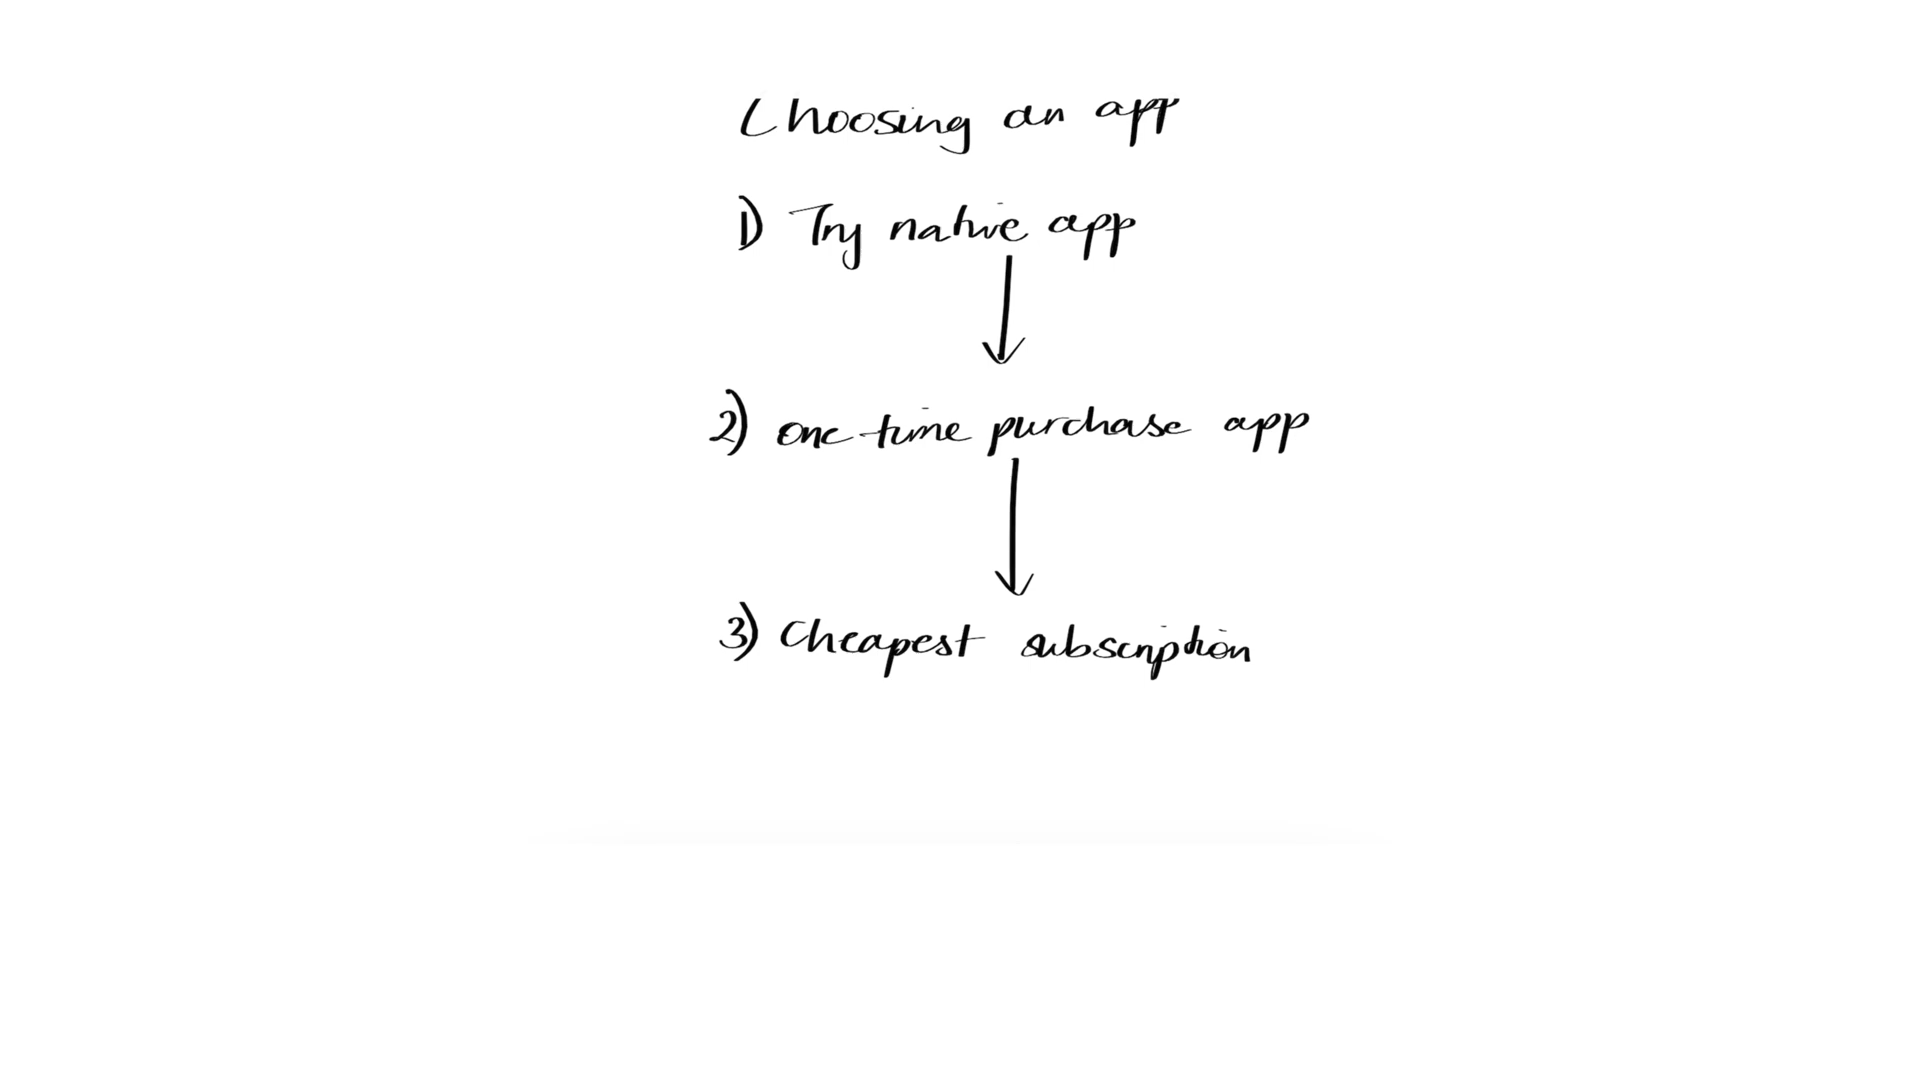 Choosing an app
1) Try native app
2) one-time purchase app
3) Cheapest subscription